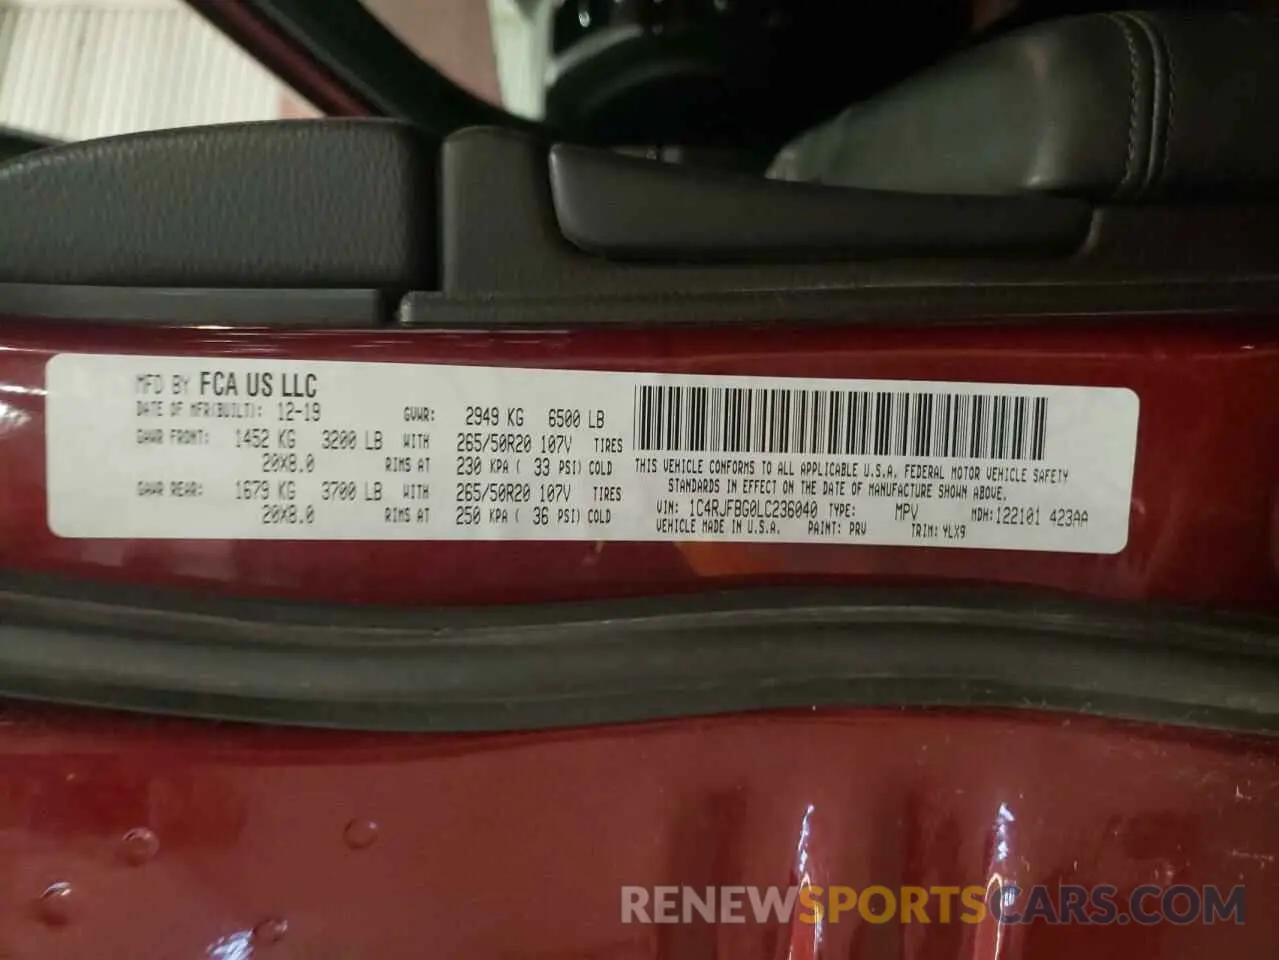 MFD BY FCA US LLC
DATE OF MFR(BUILT): 12-19 GVWR: 2949 KG 6500 LB
GAWR FRONT: 1452 KG 3200 LB WITH 265/50R20 107V TIRES
20X8.0 RIMS AT 230 KPA ( 33 PSI) COLD
GAWR REAR: 1679 KG 3700 LB WITH 265/50R20 107V TIRES
20X8.0 RIMS AT 250 KPA ( 36 PSI) COLD
THIS VEHICLE CONFORMS TO ALL APPLICABLE U.S.A. FEDERAL MOTOR VEHICLE SAFETY
STANDARDS IN EFFECT ON THE DATE OF MANUFACTURE SHOWN ABOVE.
VIN: 1C4RJFBG0LC236040 TYPE: MPV MDH:122101 423AA
VEHICLE MADE IN U.S.A. PAINT: PRV TRIM: YLX9
RENEWSPORTSCARS.COM